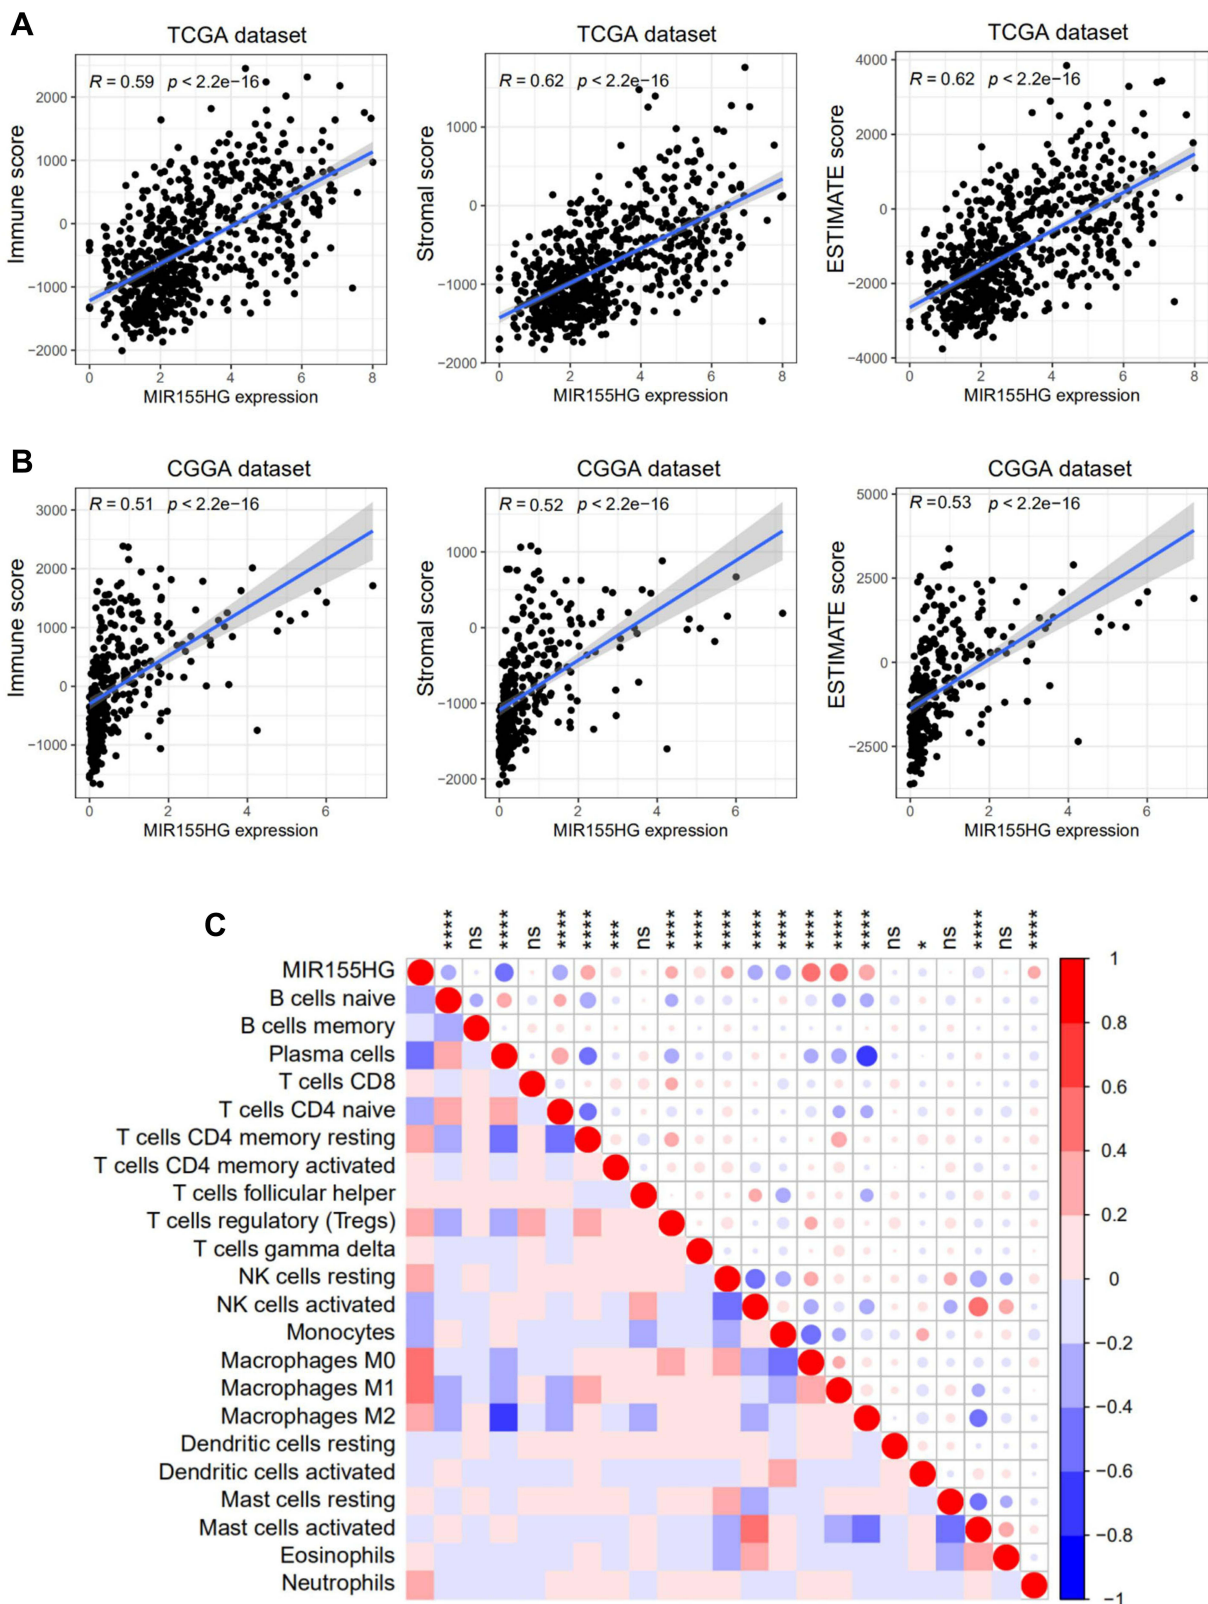 A
TCGA dataset
R = 0.59 p < 2.2e−16
Immune score
2000
1000
0
−1000
−2000
0 2 4 6 8
MIR155HG expression
TCGA dataset
R = 0.62 p < 2.2e−16
Stromal score
1000
0
−1000
−2000
0 2 4 6 8
MIR155HG expression
TCGA dataset
R = 0.62 p < 2.2e−16
ESTIMATE score
4000
2000
0
−2000
−4000
0 2 4 6 8
MIR155HG expression
B
CGGA dataset
R = 0.51 p < 2.2e−16
Immune score
3000
2000
1000
0
−1000
0 2 4 6
MIR155HG expression
CGGA dataset
R = 0.52 p < 2.2e−16
Stromal score
1000
0
−1000
−2000
0 2 4 6
MIR155HG expression
CGGA dataset
R = 0.53 p < 2.2e−16
ESTIMATE score
5000
2500
0
−2500
0 2 4 6
MIR155HG expression
C
**** ns **** ns **** **** *** ns **** **** **** **** **** **** **** **** ns * ns **** ns ****
MIR155HG
B cells naive
B cells memory
Plasma cells
T cells CD8
T cells CD4 naive
T cells CD4 memory resting
T cells CD4 memory activated
T cells follicular helper
T cells regulatory (Tregs)
T cells gamma delta
NK cells resting
NK cells activated
Monocytes
Macrophages M0
Macrophages M1
Macrophages M2
Dendritic cells resting
Dendritic cells activated
Mast cells resting
Mast cells activated
Eosinophils
Neutrophils
1
0.8
0.6
0.4
0.2
0
−0.2
−0.4
−0.6
−0.8
−1